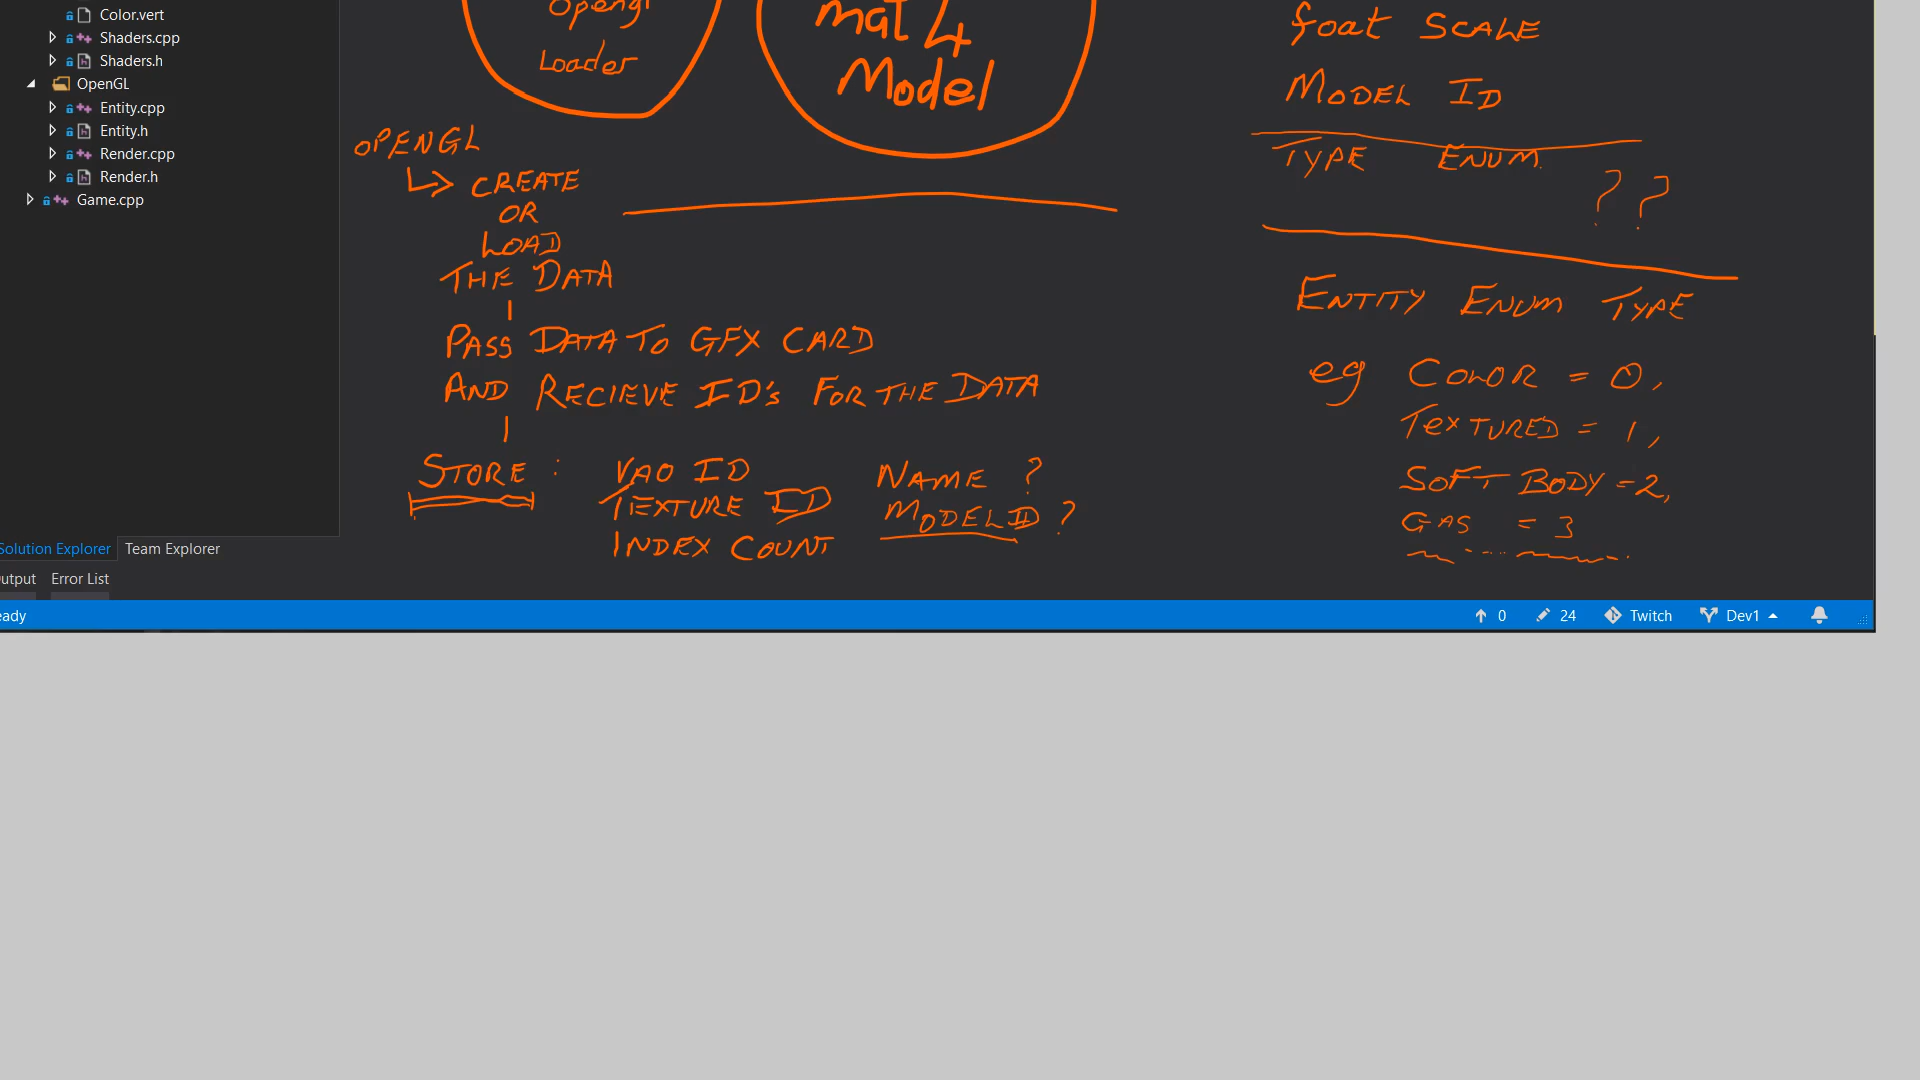 Color.vert
Shaders.cpp
Shaders.h
OpenGL
Entity.cpp
Entity.h
Render.cpp
Render.h
Game.cpp
Solution Explorer
Team Explorer
Error List
Opengl
Loader
mat 4
Model
OPENGL
CREATE
OR
LOAD
THE DATA
PASS DATA TO GFX CARD
AND RECIEVE ID's FOR THE DATA
STORE : VAO ID NAME ?
TEXTURE ID MODEL ID ?
INDEX COUNT
foat SCALE
MODEL ID
TYPE ENUM.
? ?
ENTITY ENUM TYPE
eg COLOR = 0,
TEXTURED = 1,
SOFT BODY = 2,
GAS = 3
0 24 Twitch Dev1